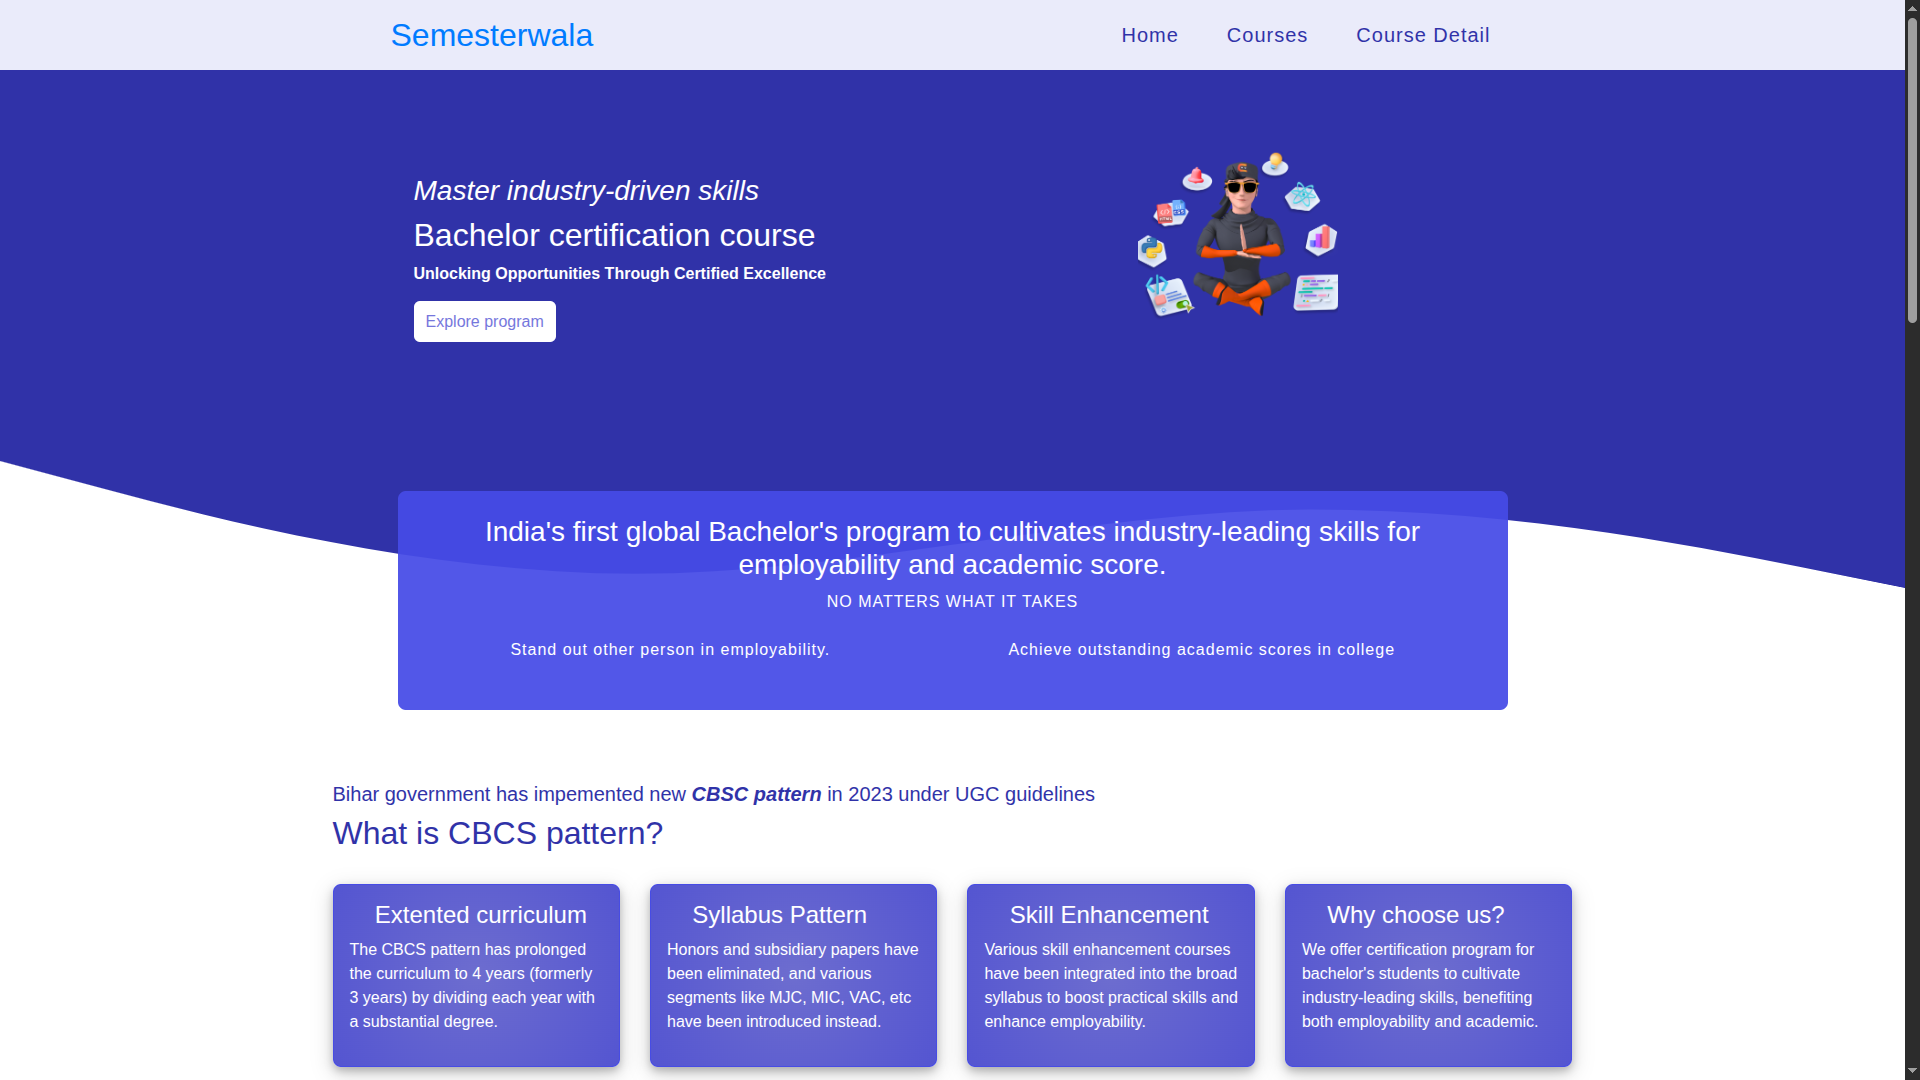 Semesterwala
Home
Courses
Course Detail
Master industry-driven skills
Bachelor certification course
Unlocking Opportunities Through Certified Excellence
Explore program
India's first global Bachelor's program to cultivates industry-leading skills for
employability and academic score.
NO MATTERS WHAT IT TAKES
Stand out other person in employability.
Achieve outstanding academic scores in college
Bihar government has impemented new CBSC pattern in 2023 under UGC guidelines
What is CBCS pattern?
Extented curriculum
The CBCS pattern has prolonged
the curriculum to 4 years (formerly
3 years) by dividing each year with
a substantial degree.
Syllabus Pattern
Honors and subsidiary papers have
been eliminated, and various
segments like MJC, MIC, VAC, etc
have been introduced instead.
Skill Enhancement
Various skill enhancement courses
have been integrated into the broad
syllabus to boost practical skills and
enhance employability.
Why choose us?
We offer certification program for
bachelor's students to cultivate
industry-leading skills, benefiting
both employability and academic.